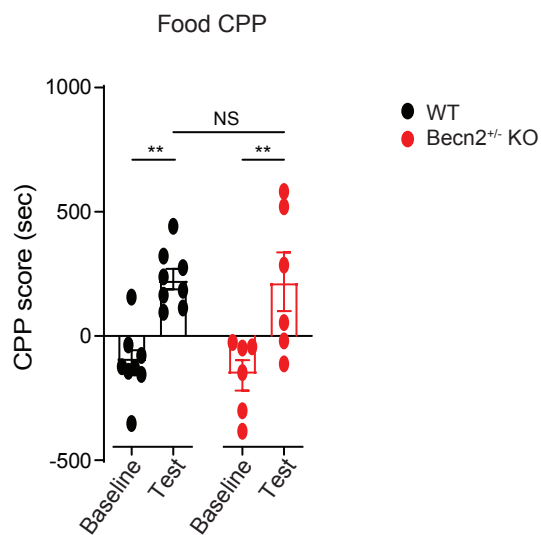 Food CPP
1000
500
0
-500
CPP score (sec)
NS
**
**
WT
Becn2⁺/⁻ KO
Baseline
Test
Baseline
Test